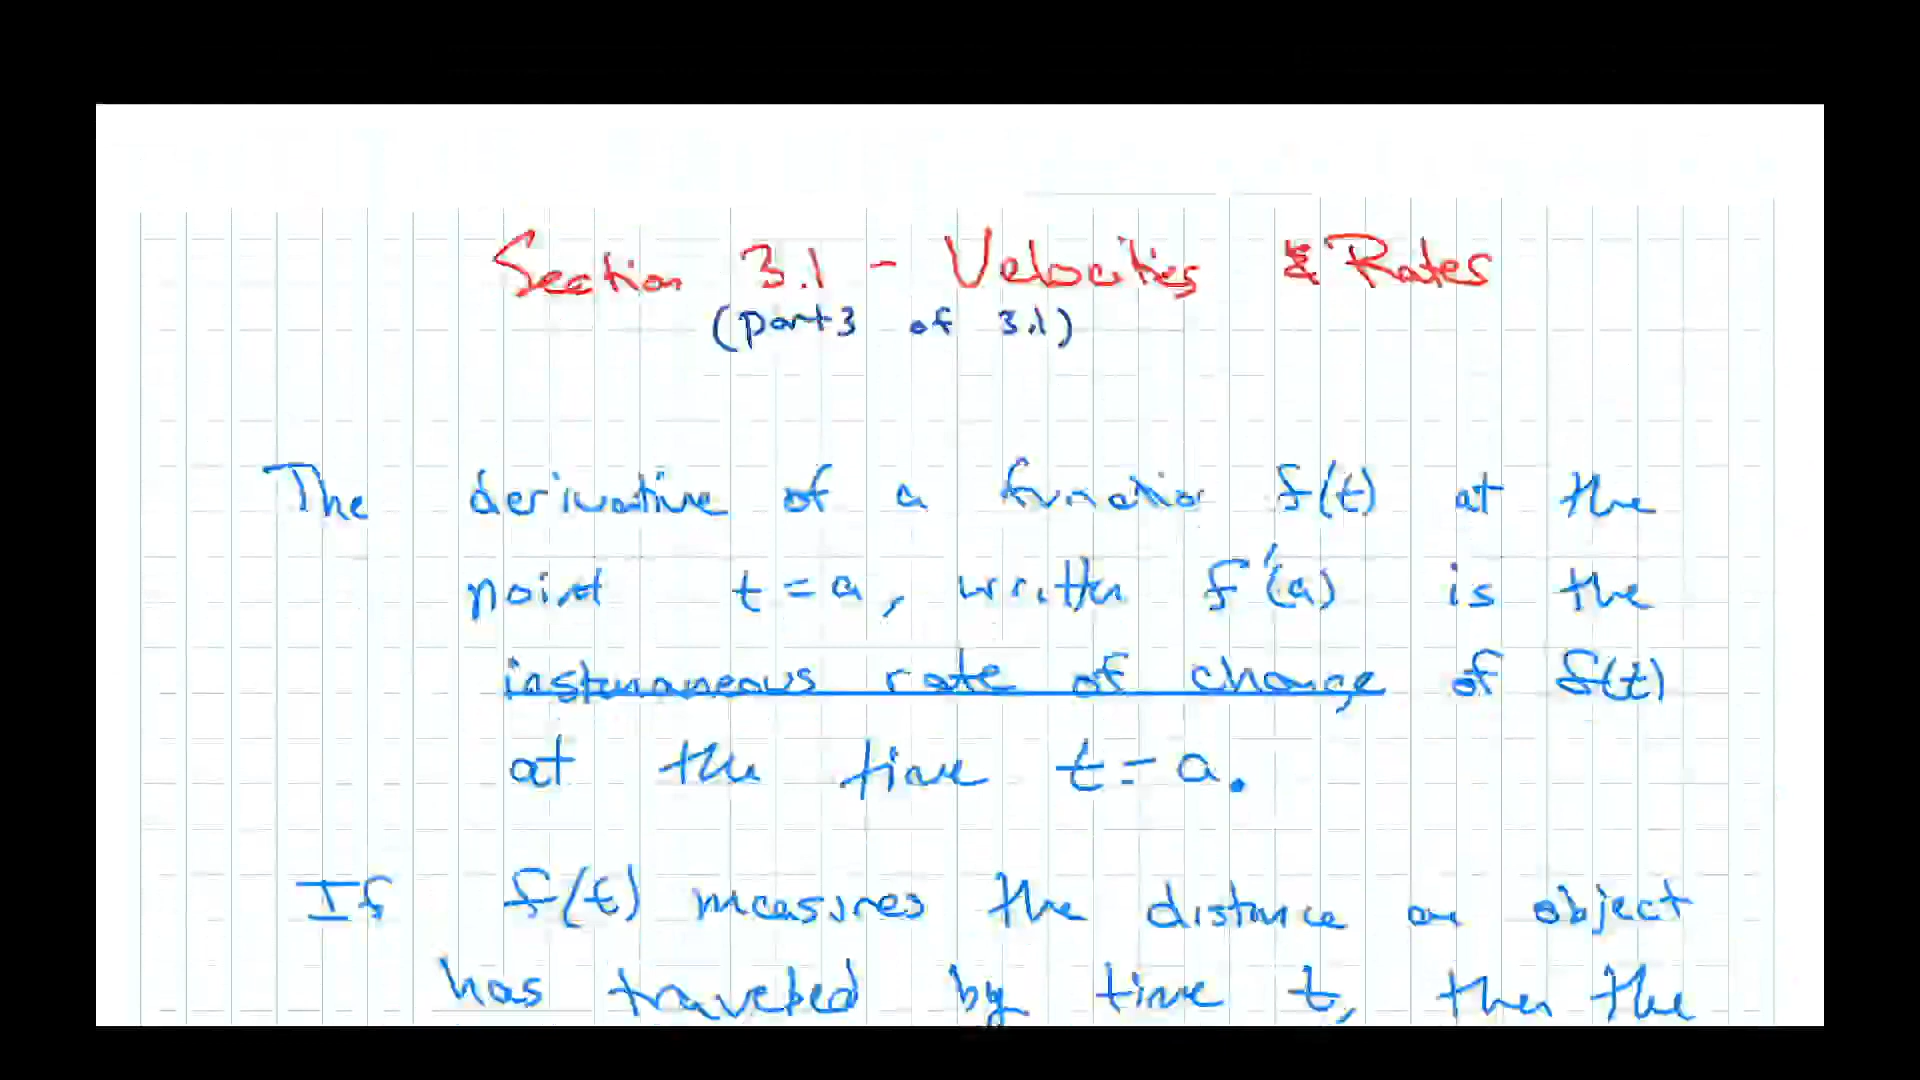 Section 3.1 - Velocities & Rates
(part 3 of 3.1)
The derivative of a functio f(t) at the
point t = a, written f'(a) is the
instananeous rate of change of f(t)
at the time t = a.
If f(t) measures the distance an object
has traveled by time t, then the